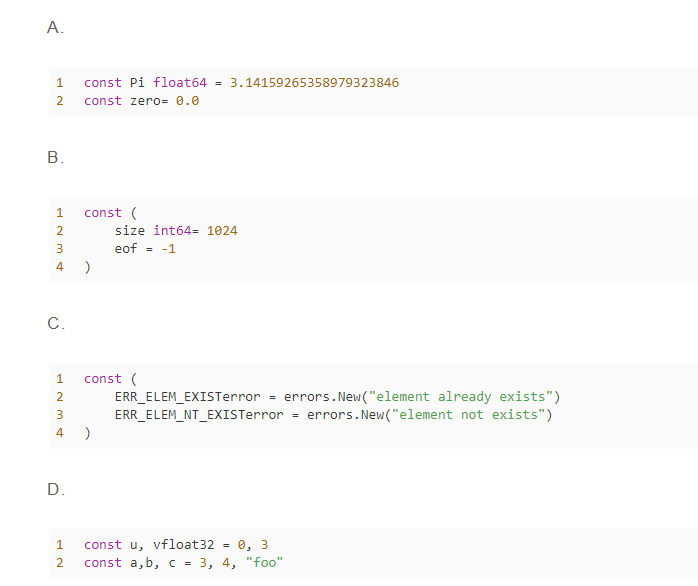 A.
1 const Pi float64 = 3.14159265358979323846
2 const zero= 0.0
B.
1 const (
2     size int64= 1024
3     eof = -1
4 )
C.
1 const (
2     ERR_ELEM_EXISTerror = errors.New("element already exists")
3     ERR_ELEM_NT_EXISTerror = errors.New("element not exists")
4 )
D.
1 const u, vfloat32 = 0, 3
2 const a,b, c = 3, 4, "foo"